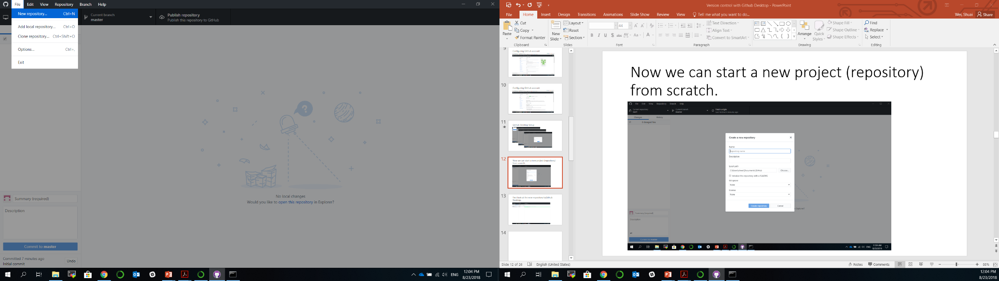 File Edit View Repository Branch Help
New repository... Ctrl+N
Add local repository... Ctrl+O
Clone repository... Ctrl+Shift+O
Options... Ctrl+,
Exit
Current branch
master
Publish repository
Publish this repository to GitHub
No local changes
Would you like to open this repository in Explorer?
Summary (required)
Description
Commit to master
Committed 7 minutes ago
Initial commit
Undo
ENG
12:04 PM
8/23/2018
Version control with Github Desktop - PowerPoint
File Home Insert Design Transitions Animations Slide Show Review View Tell me what you want to do...
Wei, Shuai Share
Paste
Cut
Copy
Format Painter
Clipboard
New
Slide
Layout
Reset
Section
Slides
44
Font
Text Direction
Align Text
Convert to SmartArt
Paragraph
Arrange
Quick
Styles
Shape Fill
Shape Outline
Shape Effects
Drawing
Find
Replace
Select
Editing
9
Configuring GitHub account
10
Configuring GitHub account
11
GitHub Desktop Setup
12
Now we can start a new project (repository)
from scratch.
13
First look at the new repository byGithub
Desktop.
14
Now we can start a new project (repository)
from scratch.
File Edit View Repository Branch Help
Current repository
test1
Current branch
master
Fetch origin
Last fetched 4 minutes ago
Changes History
0 changed files
Create a new repository
Name
repository name
Description
Local path
Choose...
Initialize this repository with a README
Git ignore
None
License
None
Create repository Cancel
Summary (required)
Description
Commit to master
ENG
11:54 AM
8/23/2018
Slide 12 of 26 English (United States)
Notes Comments 88%
12:04 PM
8/23/2018